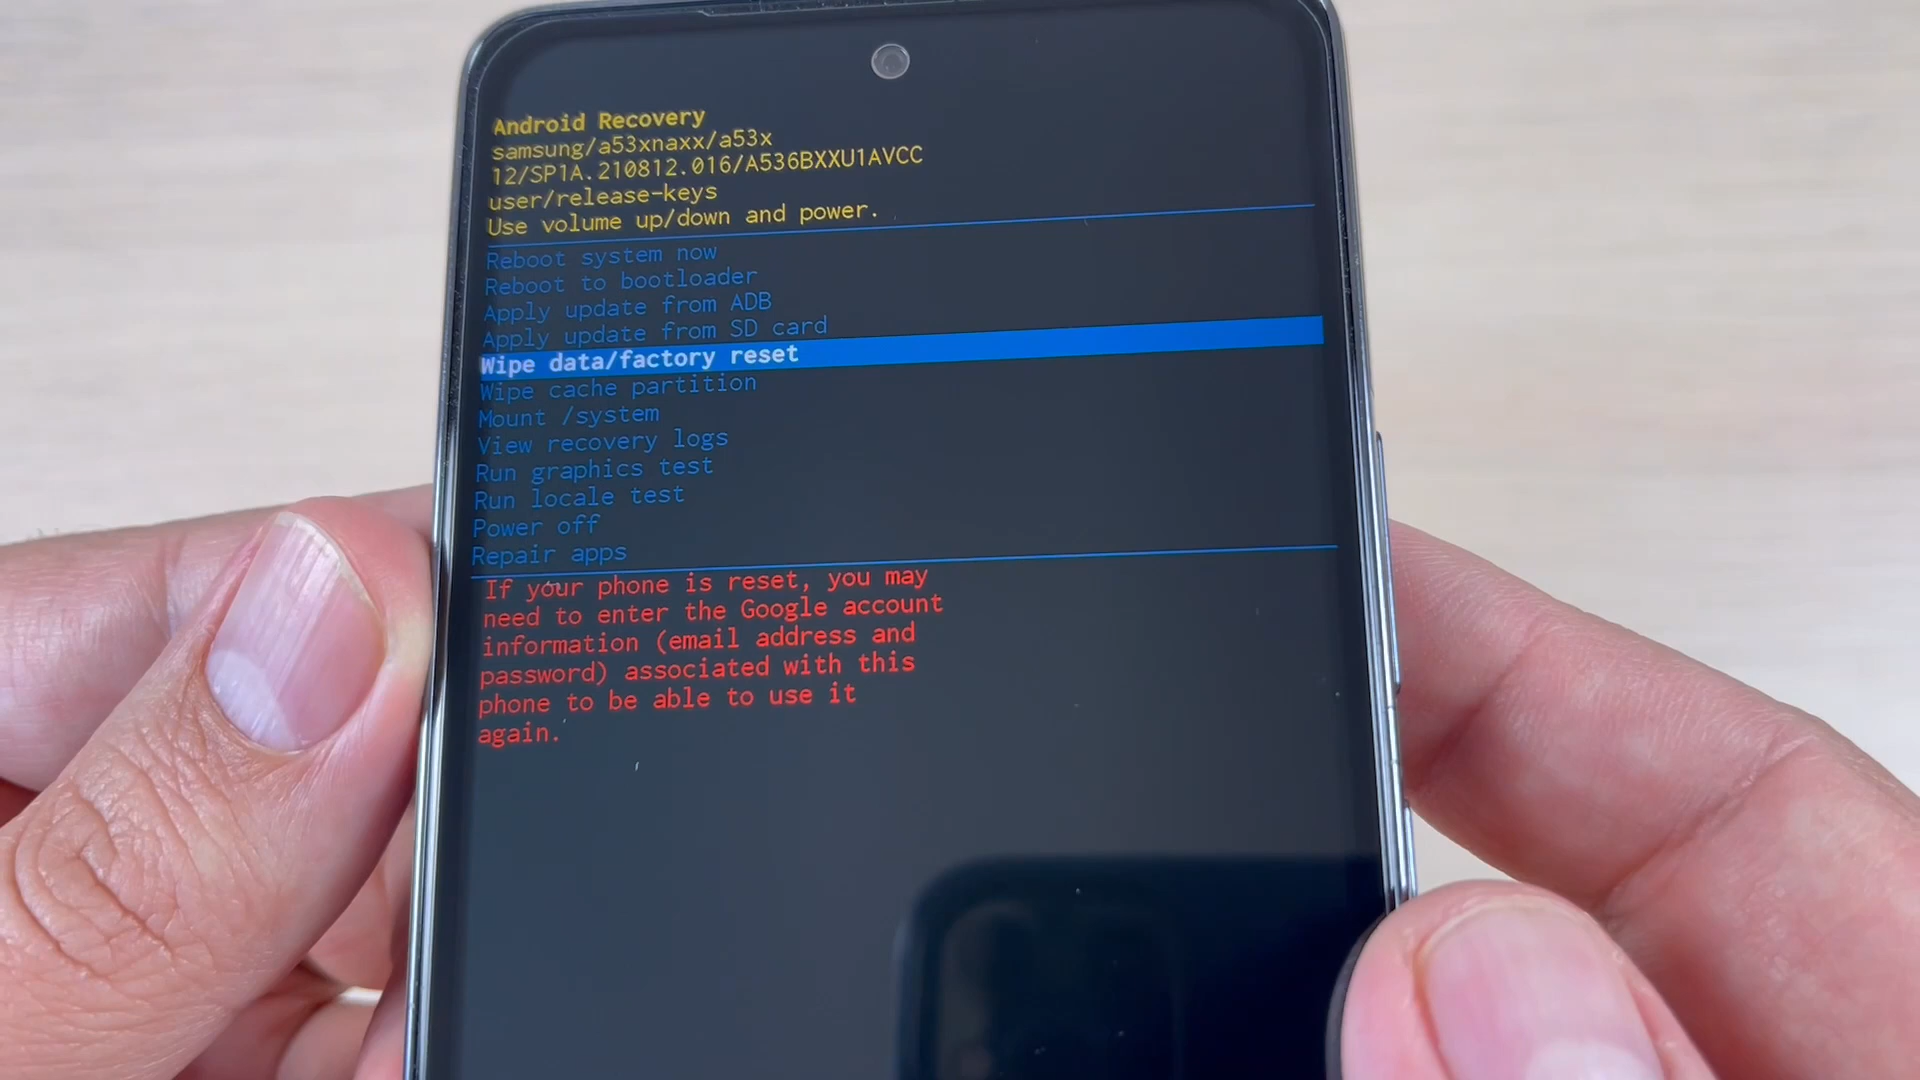 Android Recovery
samsung/a53xnaxx/a53x
12/SP1A.210812.016/A536BXXU1AVCC
user/release-keys
Use volume up/down and power.
Reboot system now
Reboot to bootloader
Apply update from ADB
Apply update from SD card
Wipe data/factory reset
Wipe cache partition
Mount /system
View recovery logs
Run graphics test
Run locale test
Power off
Repair apps
If your phone is reset, you may
need to enter the Google account
information (email address and
password) associated with this
phone to be able to use it
again.